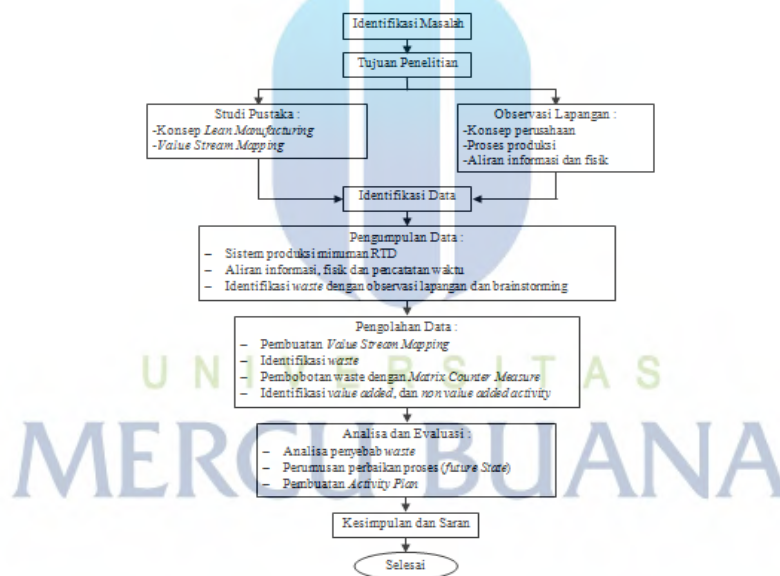 Identifikasi Masalah
Tujuan Penelitian
Studi Pustaka :
-Konsep Lean Manufacturing
-Value Stream Mapping
Observasi Lapangan :
-Konsep perusahaan
-Proses produksi
-Aliran informasi dan fisik
Identifikasi Data
Pengumpulan Data :
– Sistem produksi minuman RTD
– Aliran informasi, fisik dan pencatatan waktu
– Identifikasi waste dengan observasi lapangan dan brainstorming
Pengolahan Data :
– Pembuatan Value Stream Mapping
– Identifikasi waste
– Pembobotan waste dengan Matrix Counter Measure
– Identifikasi value added, dan non value added activity
UNIVERSITAS
MERCU BUANA
Analisa dan Evaluasi :
– Analisa penyebab waste
– Perumusan perbaikan proses (future State)
– Pembuatan Activity Plan
Kesimpulan dan Saran
Selesai